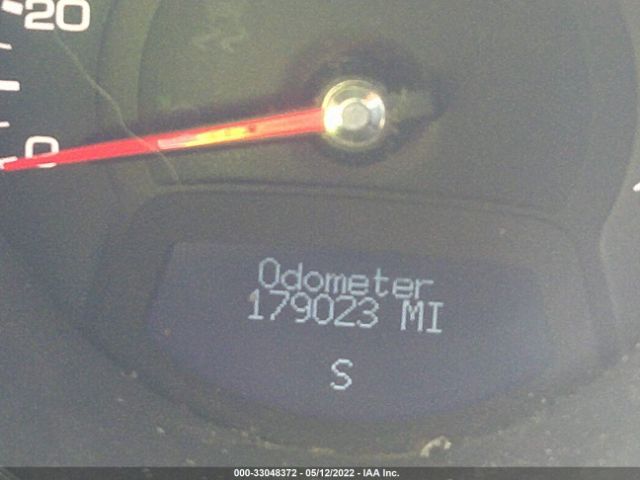 20
0
Odometer
179023 MI
S
000-33048372 - 05/12/2022 - IAA Inc.